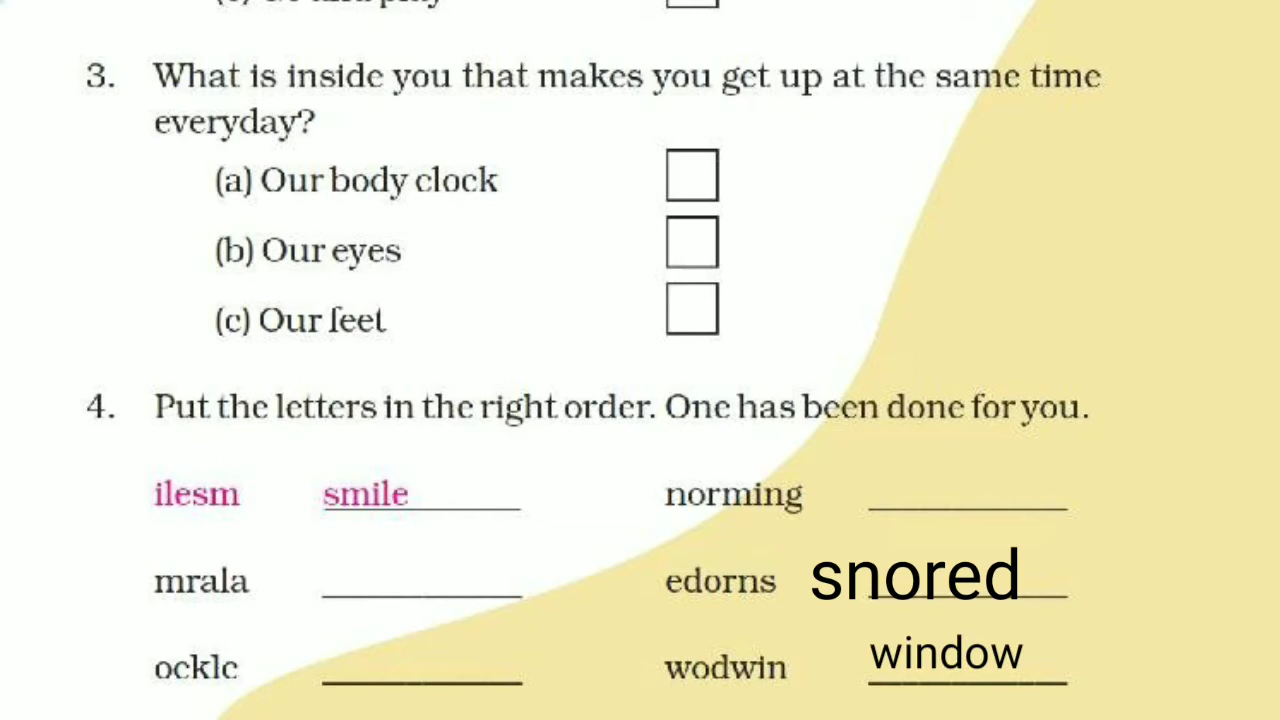 3. What is inside you that makes you get up at the same time
everyday?
(a) Our body clock
(b) Our eyes
(c) Our feet
4. Put the letters in the right order. One has been done for you.
ilesm smile norming
mrala edorns snored
ocklc wodwin window